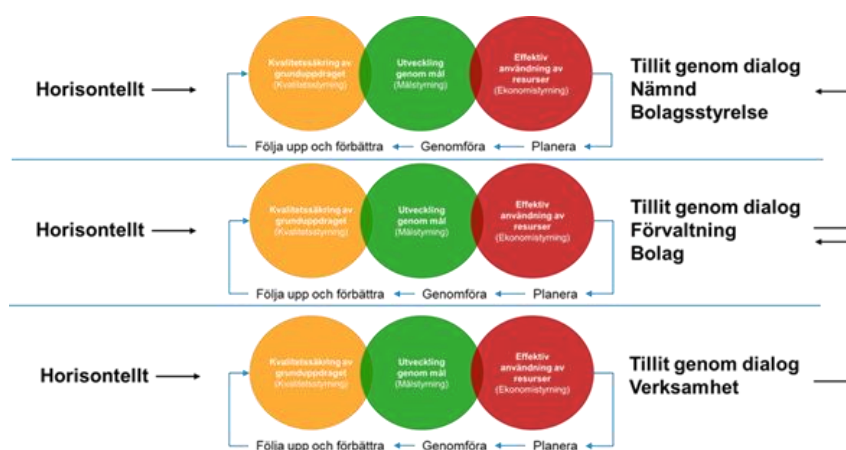 Kvalitetssäkring av
grunduppdraget
(Kvalitetsstyrning)
Utveckling
genom mål
(Målstyrning)
Effektiv
användning av
resurser
(Ekonomistyrning)
Horisontellt
Tillit genom dialog
Nämnd
Bolagsstyrelse
Följa upp och förbättra
Genomföra
Planera
Kvalitetssäkring av
grunduppdraget
(Kvalitetsstyrning)
Utveckling
genom mål
(Målstyrning)
Effektiv
användning av
resurser
(Ekonomistyrning)
Horisontellt
Tillit genom dialog
Förvaltning
Bolag
Följa upp och förbättra
Genomföra
Planera
Kvalitetssäkring av
grunduppdraget
(Kvalitetsstyrning)
Utveckling
genom mål
(Målstyrning)
Effektiv
användning av
resurser
(Ekonomistyrning)
Horisontellt
Tillit genom dialog
Verksamhet
Följa upp och förbättra
Genomföra
Planera